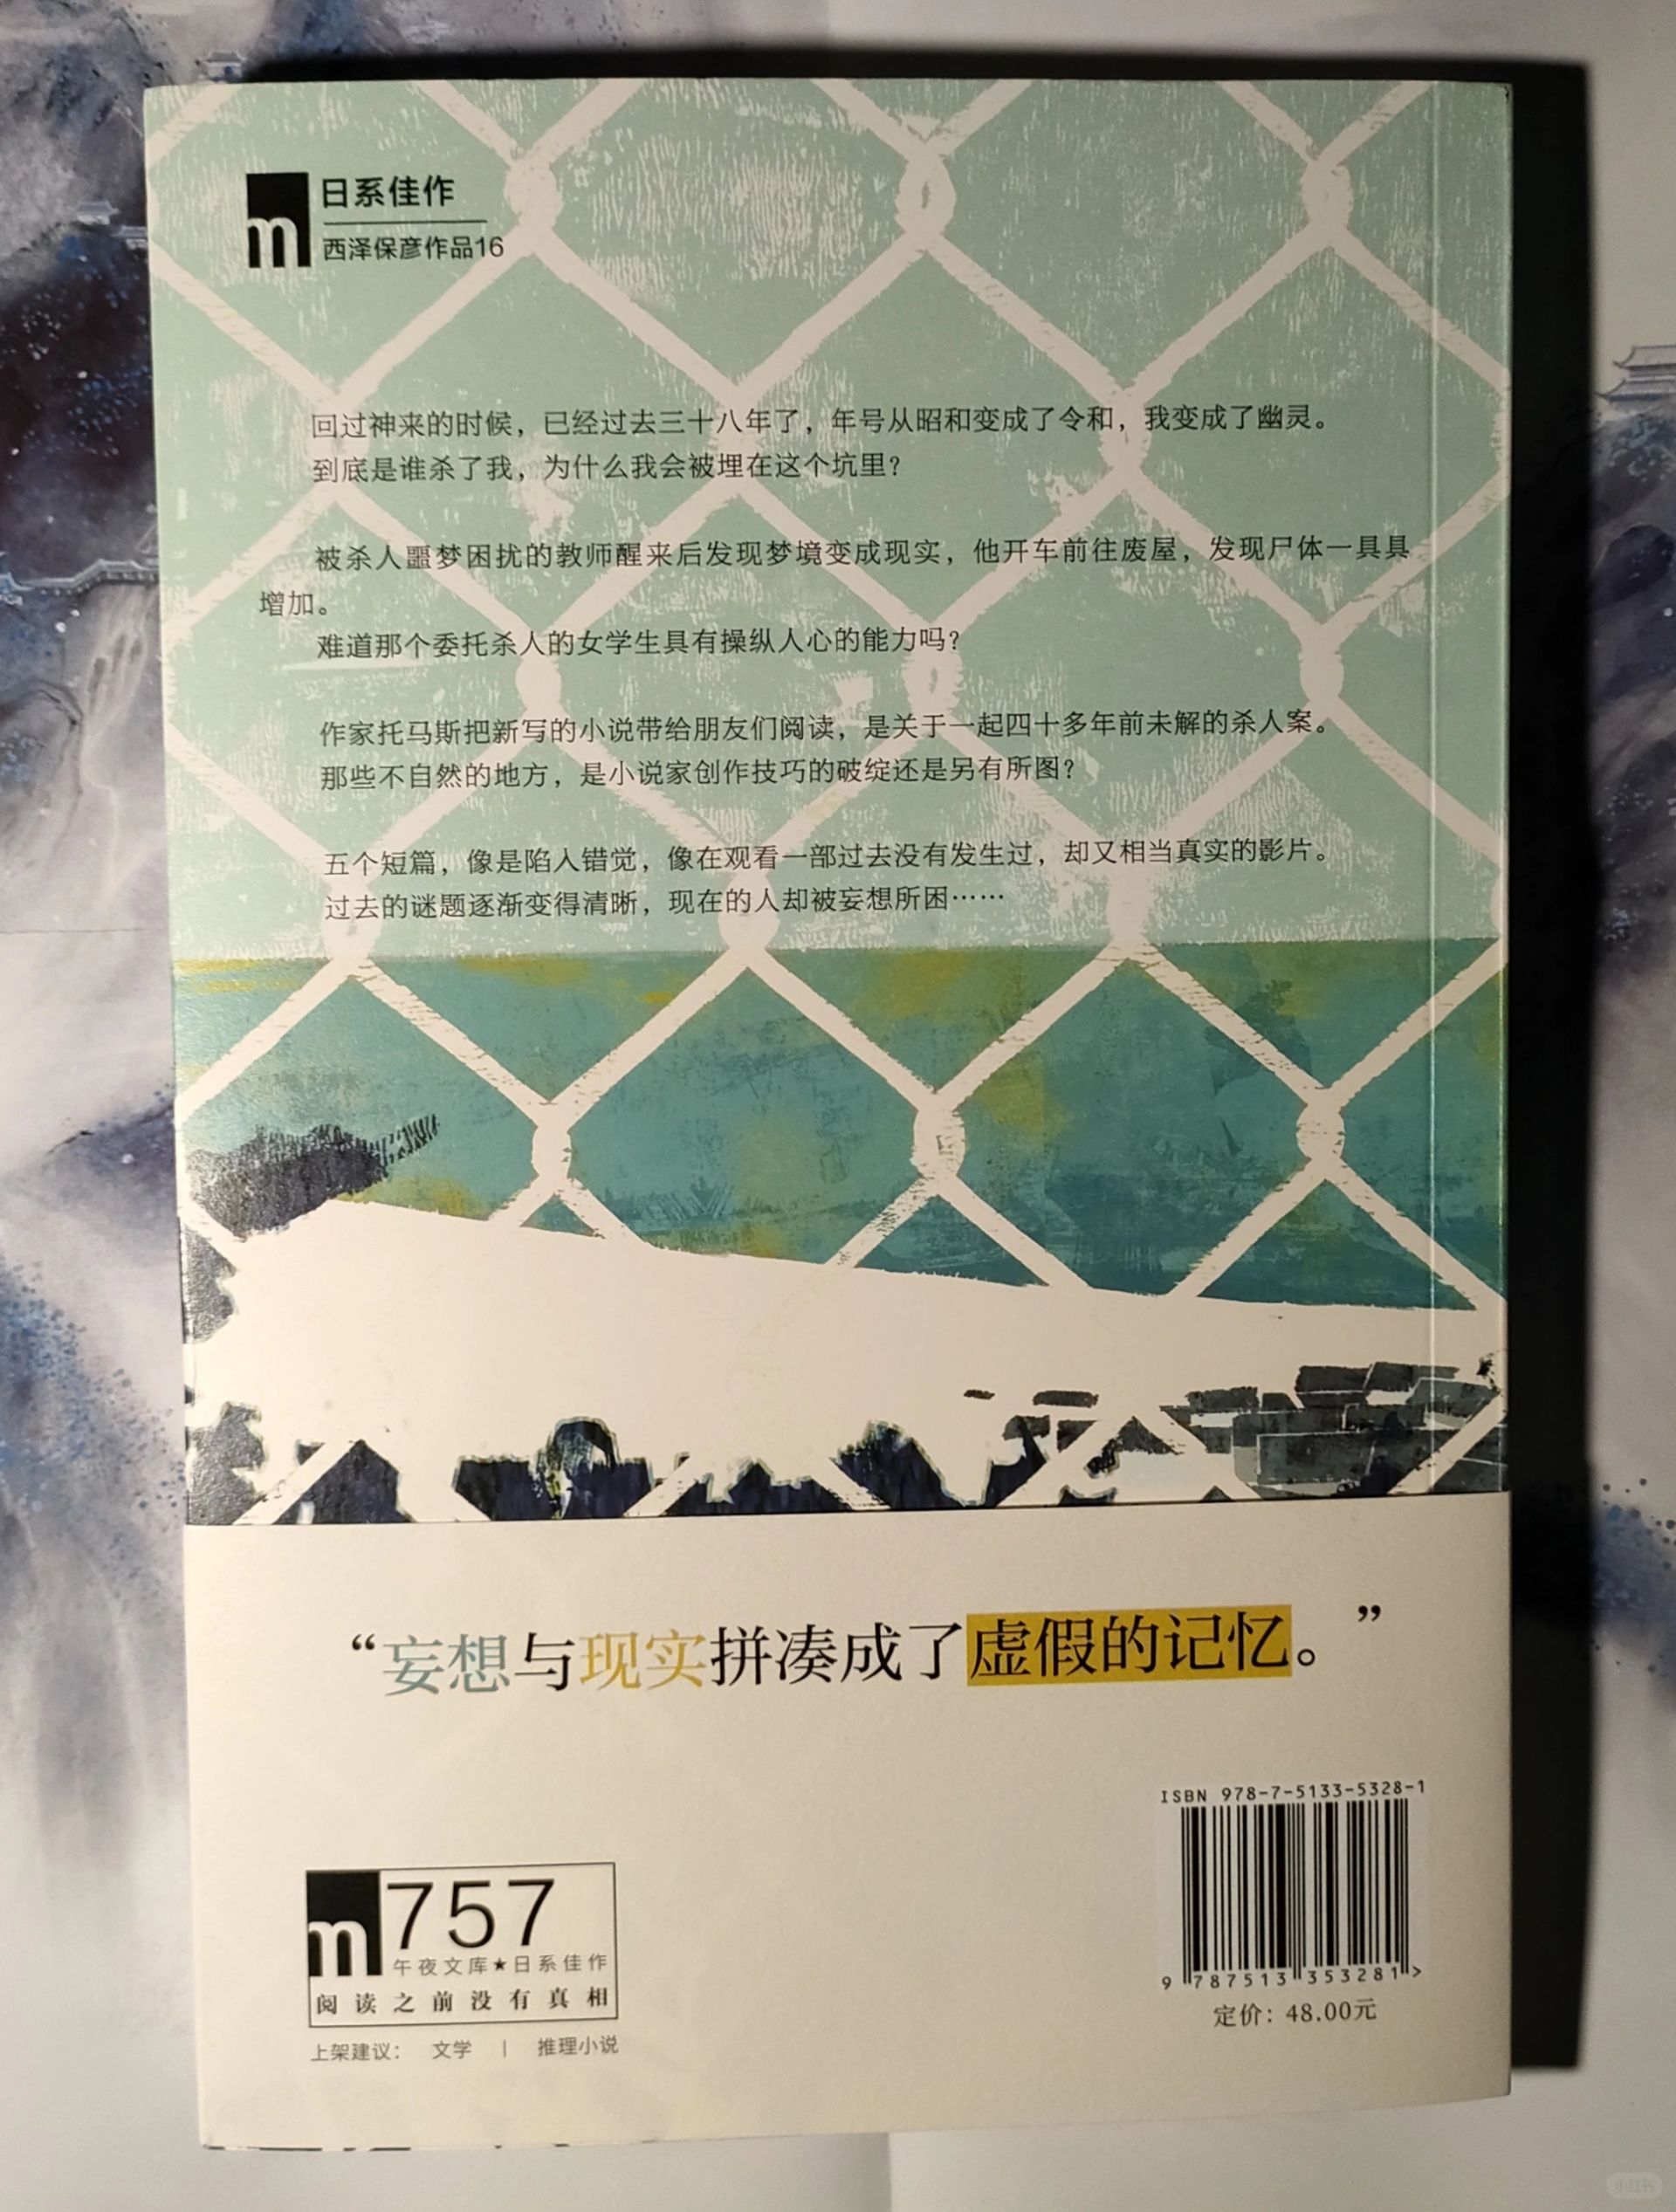 日系佳作
西泽保彦作品16
回过神来的时候，已经过去三十八年了，年号从昭和变成了令和，我变成了幽灵。
到底是谁杀了我，为什么我会被埋在这个坑里？
被杀人噩梦困扰的教师醒来后发现梦境变成现实，他开车前往废屋，发现尸体一具具
增加。
难道那个委托杀人的女学生具有操纵人心的能力吗？
作家托马斯把新写的小说带给朋友们阅读，是关于一起四十多年前未解的杀人案。
那些不自然的地方，是小说家创作技巧的破绽还是另有所图？
五个短篇，像是陷入错觉，像在观看一部过去没有发生过，却又相当真实的影片。
过去的谜题逐渐变得清晰，现在的人却被妄想所困……
“妄想与现实拼凑成了虚假的记忆。”
ISBN 978-7-5133-5328-1
9 787513 353281 >
定价：48.00元
m 757
午夜文库★日系佳作
阅读之前没有真相
上架建议： 文学 | 推理小说
小红书